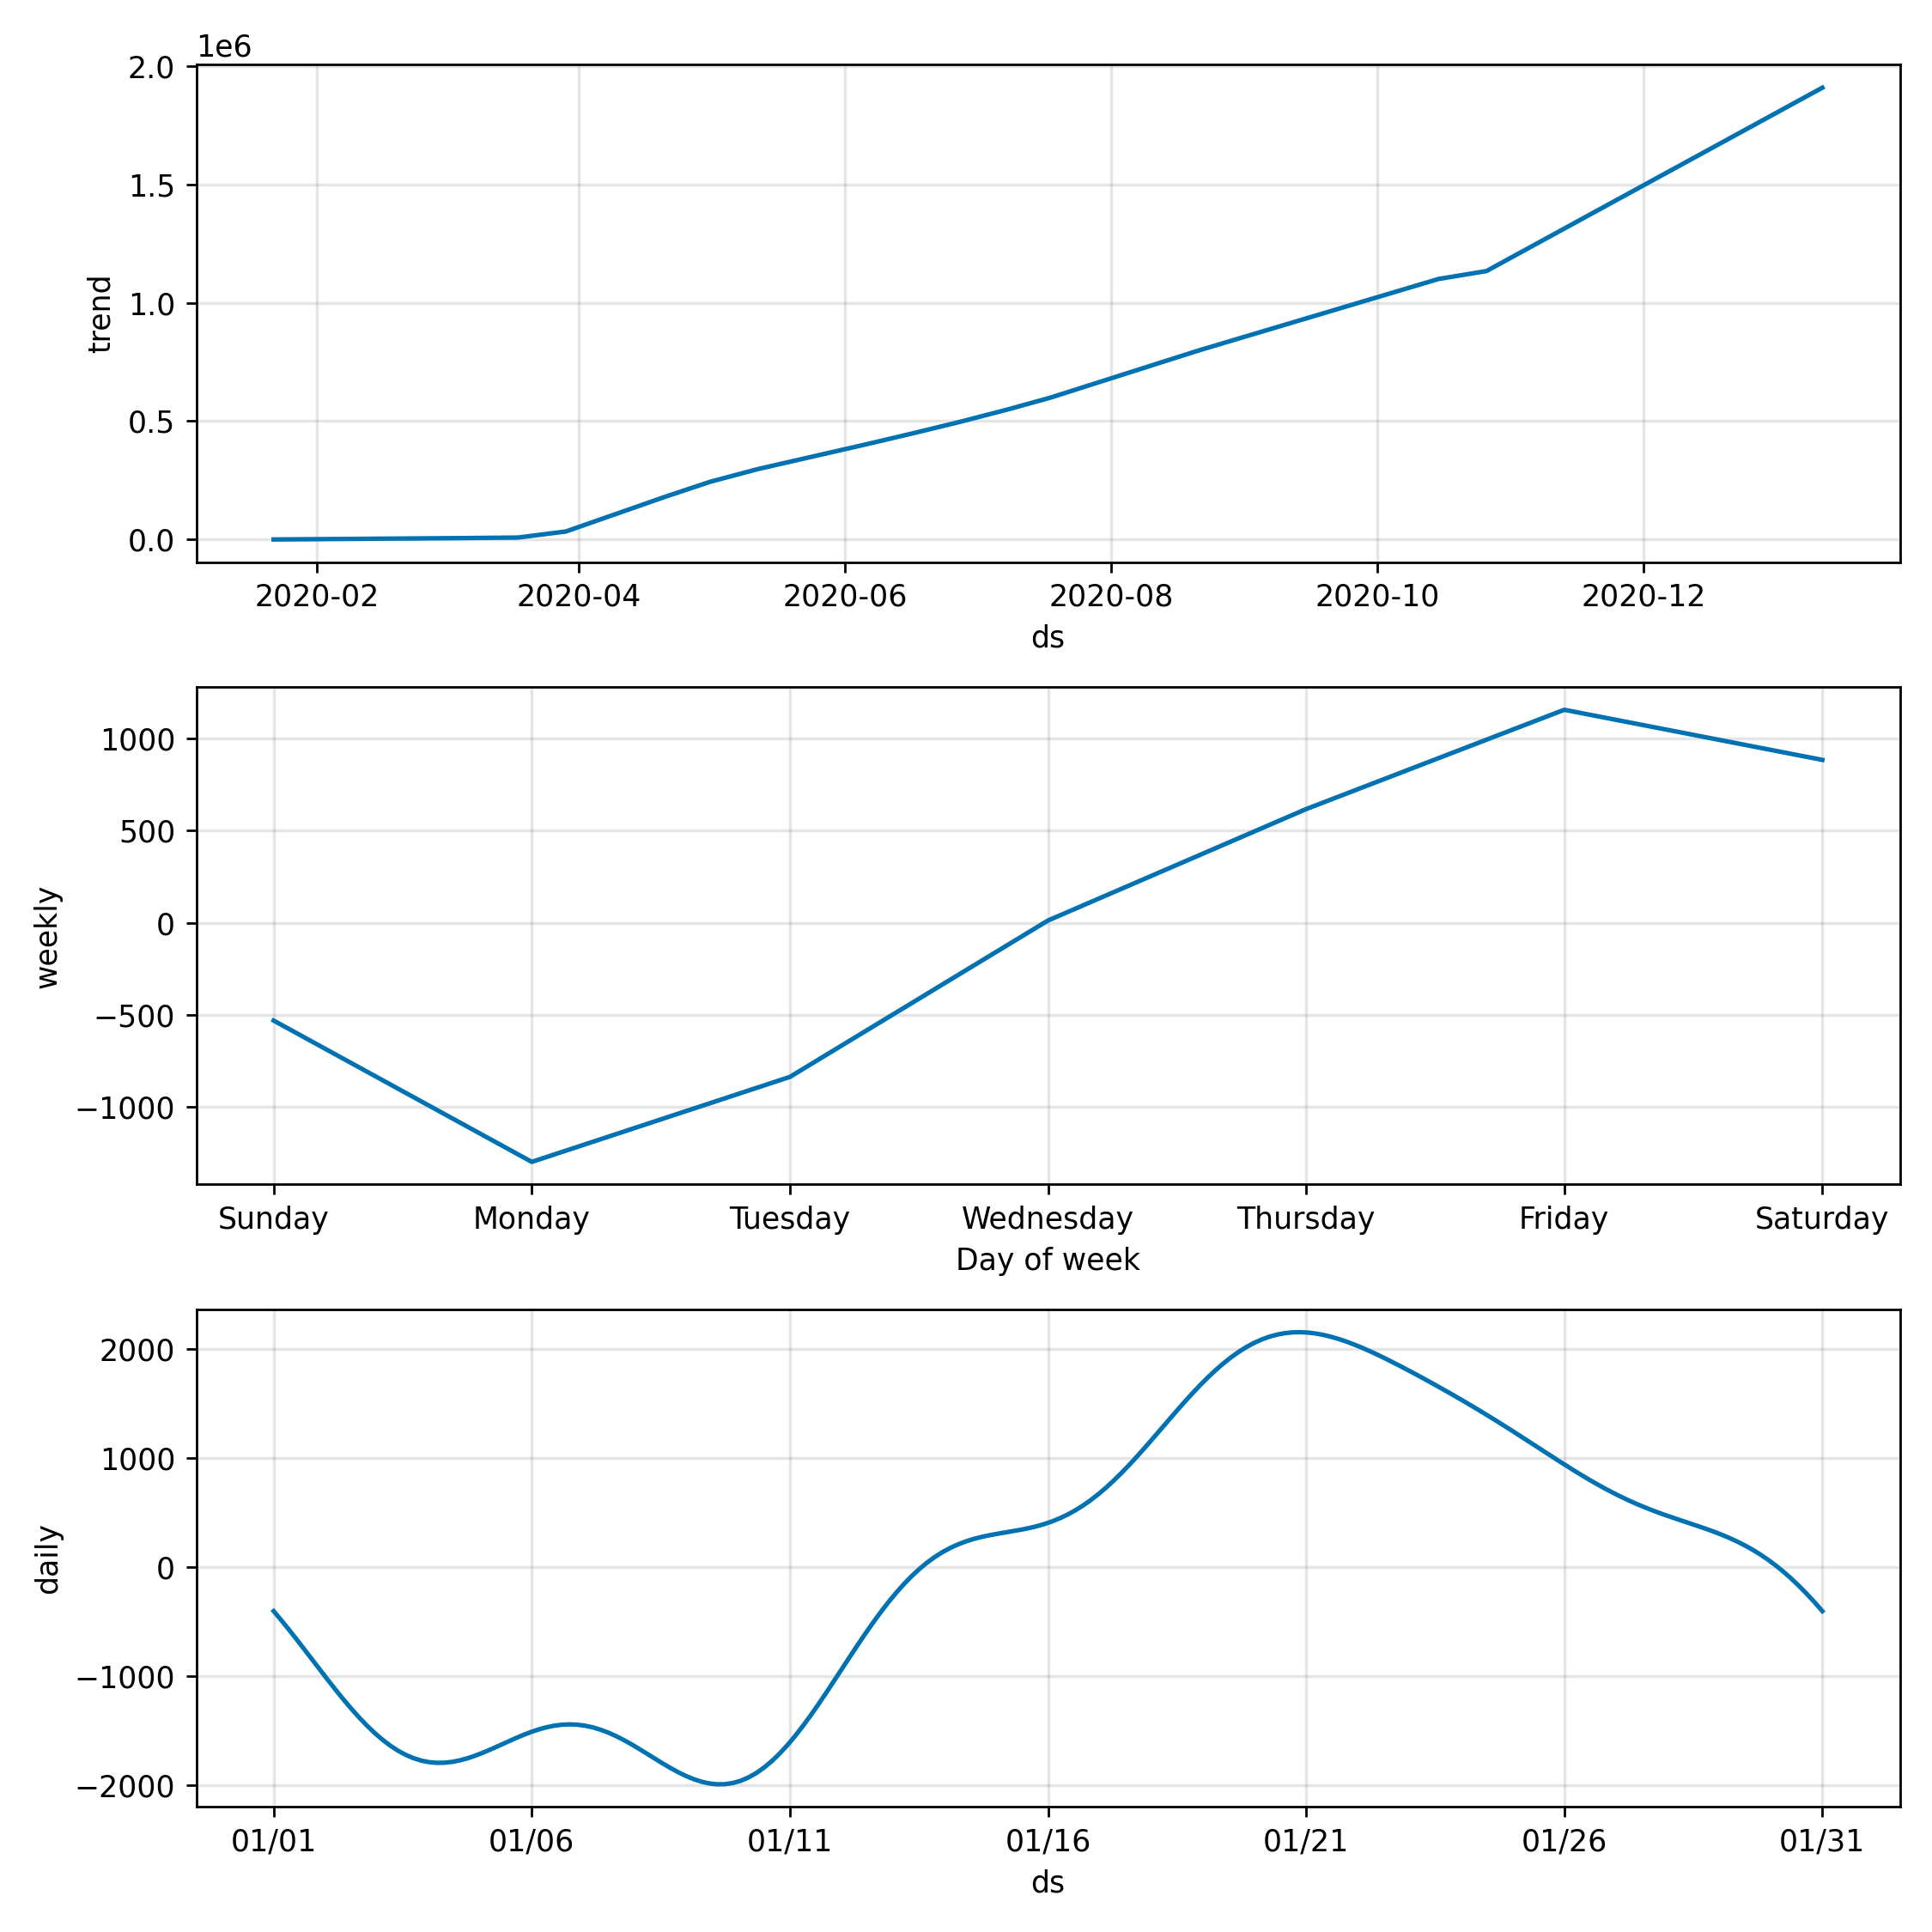 1e6
2.0
1.5
1.0
0.5
0.0
trend
2020-02 2020-04 2020-06 2020-08 2020-10 2020-12
ds
1000
500
0
−500
−1000
weekly
Sunday Monday Tuesday Wednesday Thursday Friday Saturday
Day of week
2000
1000
0
−1000
−2000
daily
01/01 01/06 01/11 01/16 01/21 01/26 01/31
ds